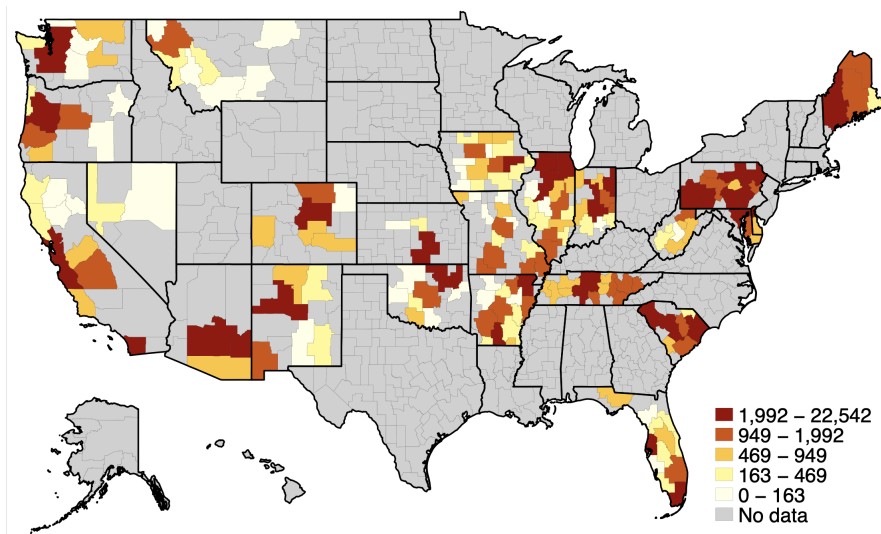 1,992 – 22,542
949 – 1,992
469 – 949
163 – 469
0 – 163
No data